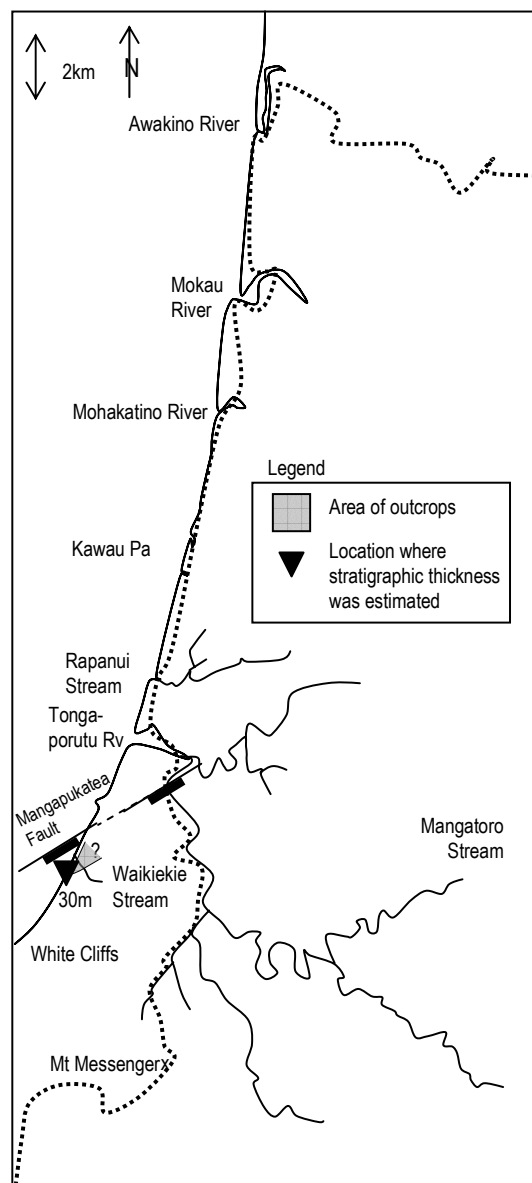 2km
N
Awakino River
Mokau
River
Mohakatino River
Legend
Area of outcrops
Location where
stratigraphic thickness
was estimated
Kawau Pa
Rapanui
Stream
Tonga-
porutu Rv
Mangapukatea
Fault
?
30m
Waikiekie
Stream
Mangatoro
Stream
White Cliffs
Mt Messengerx